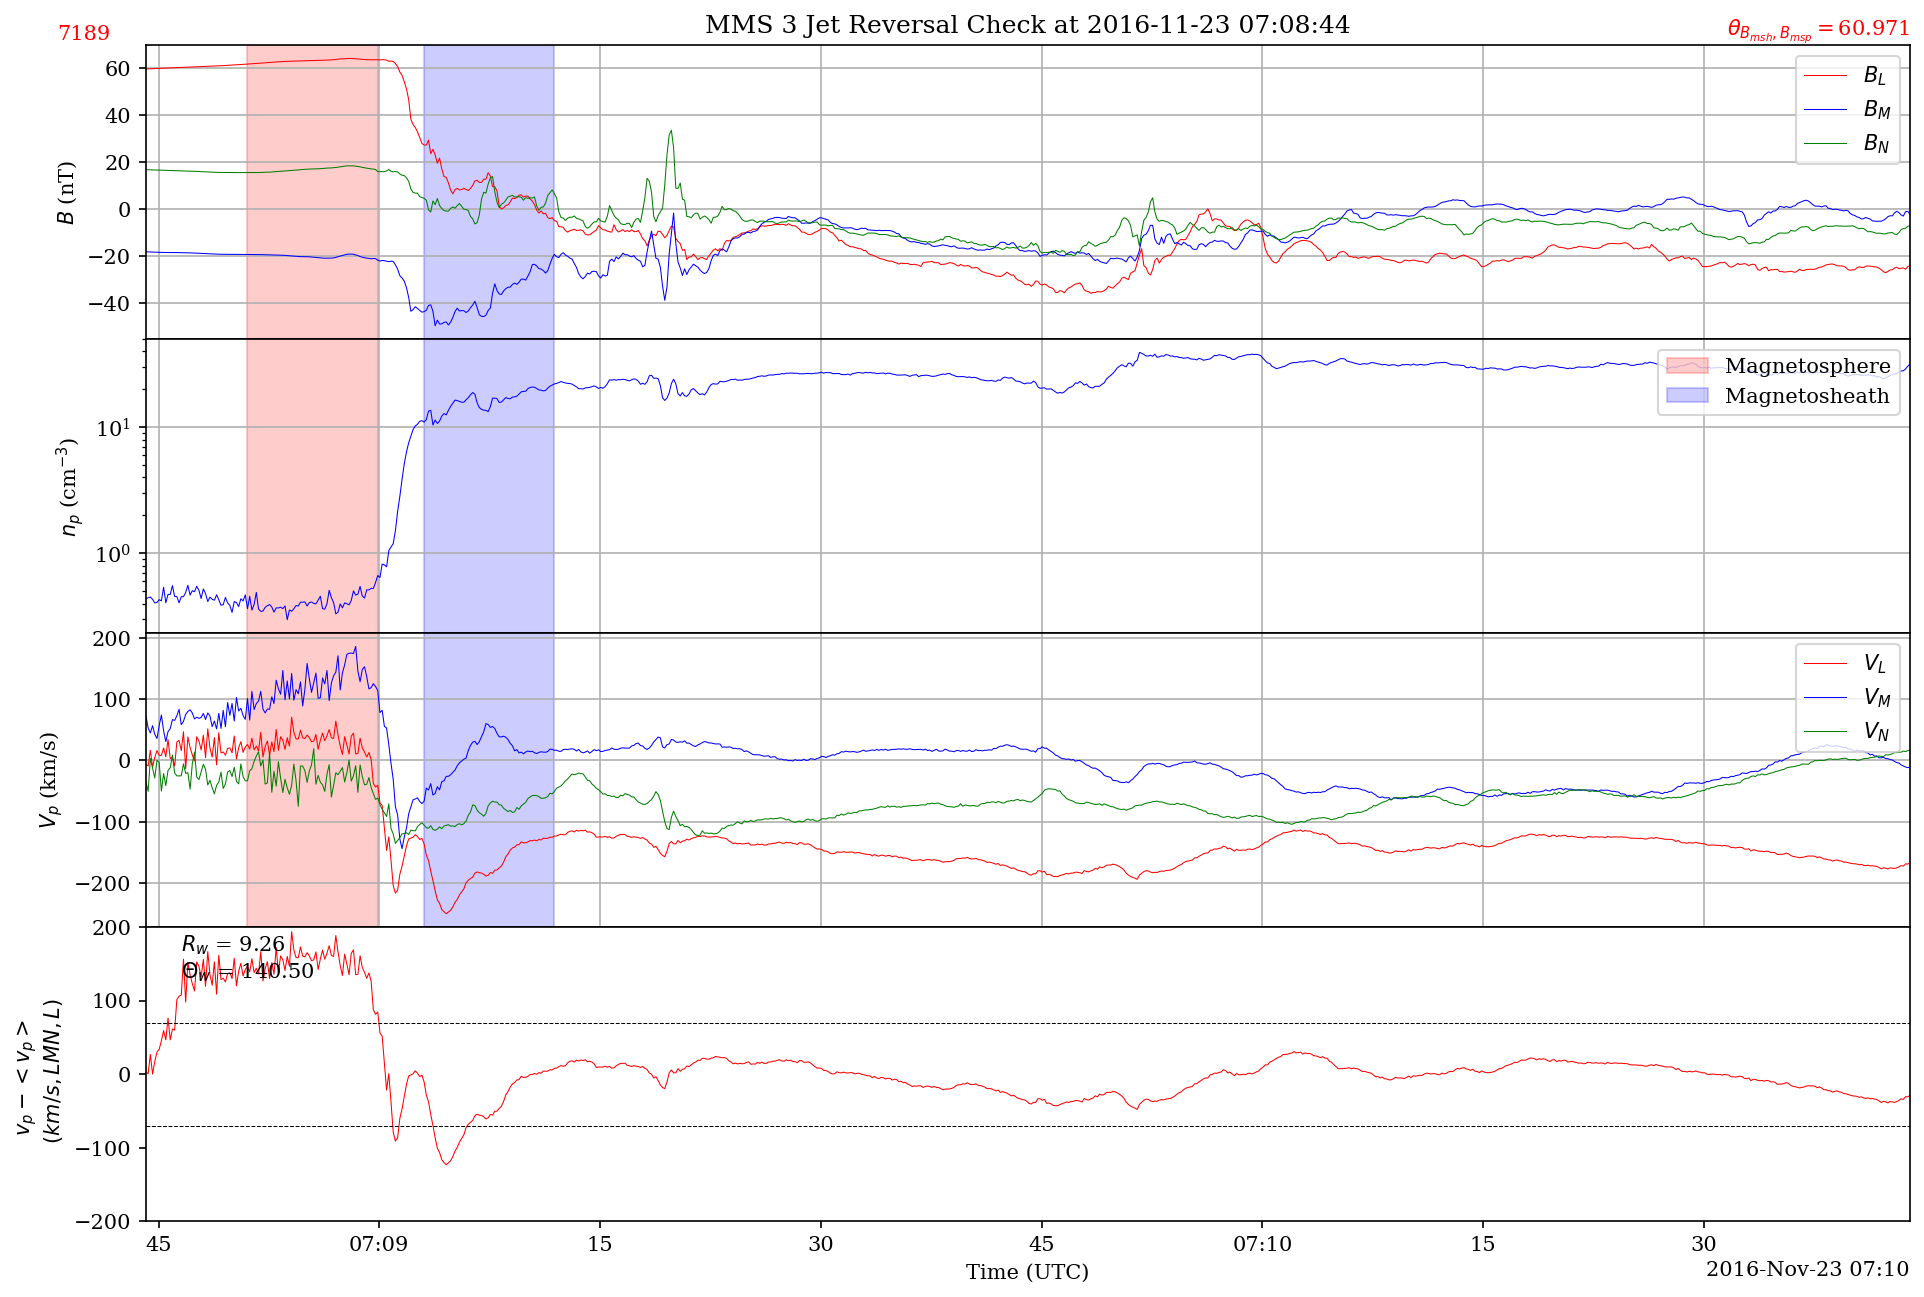 7189
MMS 3 Jet Reversal Check at 2016-11-23 07:08:44
θ_{B_{msh}, B_{msp}} = 60.971
60
40
20
0
−20
−40
B (nT)
B_L
B_M
B_N
10^1
10^0
n_p (cm^{−3})
Magnetosphere
Magnetosheath
200
100
0
−100
−200
V_p (km/s)
V_L
V_M
V_N
200
100
0
−100
−200
v_p − < v_p >
(km/s, LMN, L)
R_w = 9.26
Θ_w = 140.50
45
07:09
15
30
45
07:10
15
30
Time (UTC)
2016-Nov-23 07:10